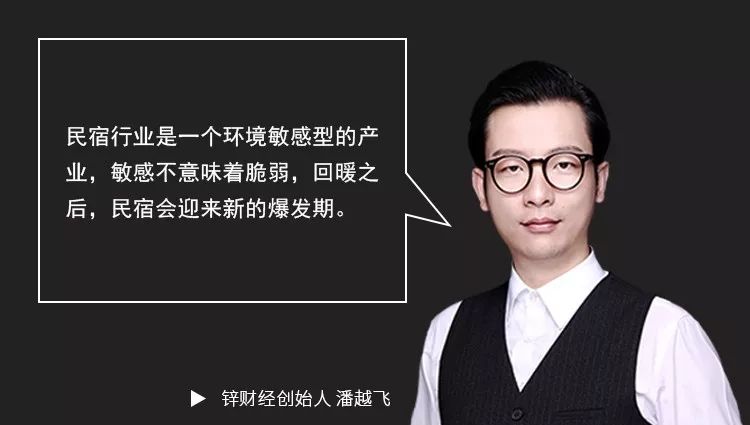 民宿行业是一个环境敏感型的产
业，敏感不意味着脆弱，回暖之
后，民宿会迎来新的爆发期。
锌财经创始人 潘越飞